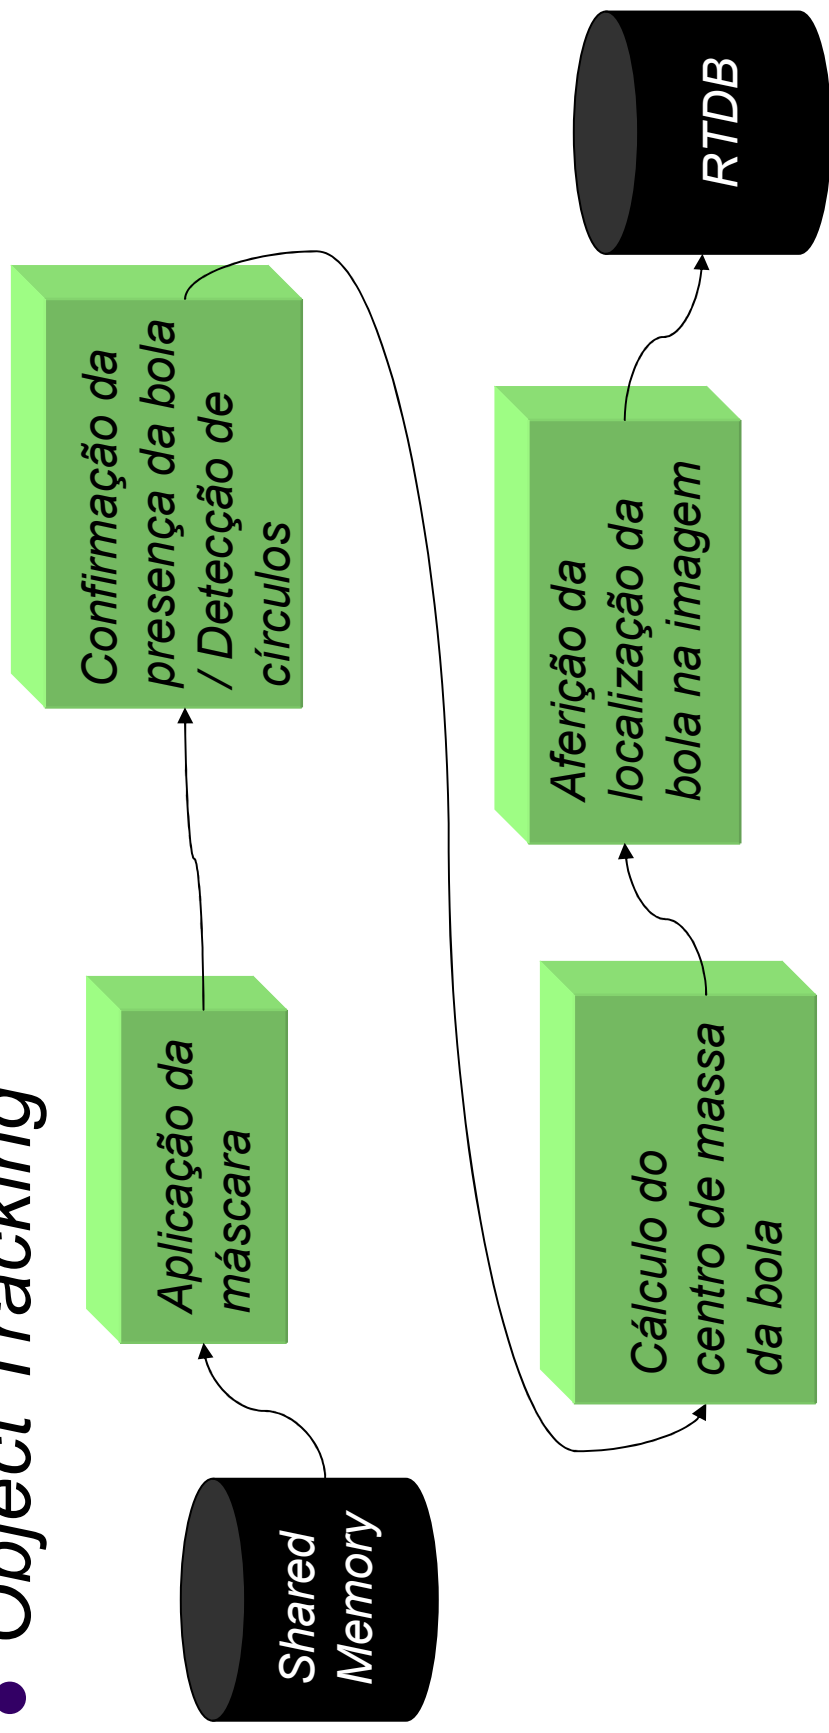 Object Tracking
Shared
Memory
Aplicação da
máscara
Confirmação da
presença da bola
/ Detecção de
círculos
Cálculo do
centro de massa
da bola
Aferição da
localização da
bola na imagem
RTDB